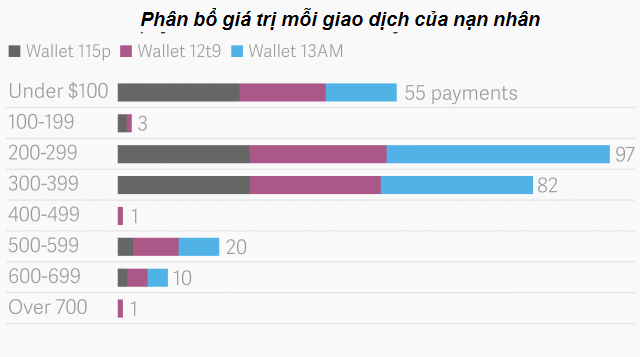 Phân bổ giá trị mỗi giao dịch của nạn nhân
Wallet 115p Wallet 12t9 Wallet 13AM
Under $100 55 payments
100-199 3
200-299 97
300-399 82
400-499 1
500-599 20
600-699 10
Over 700 1